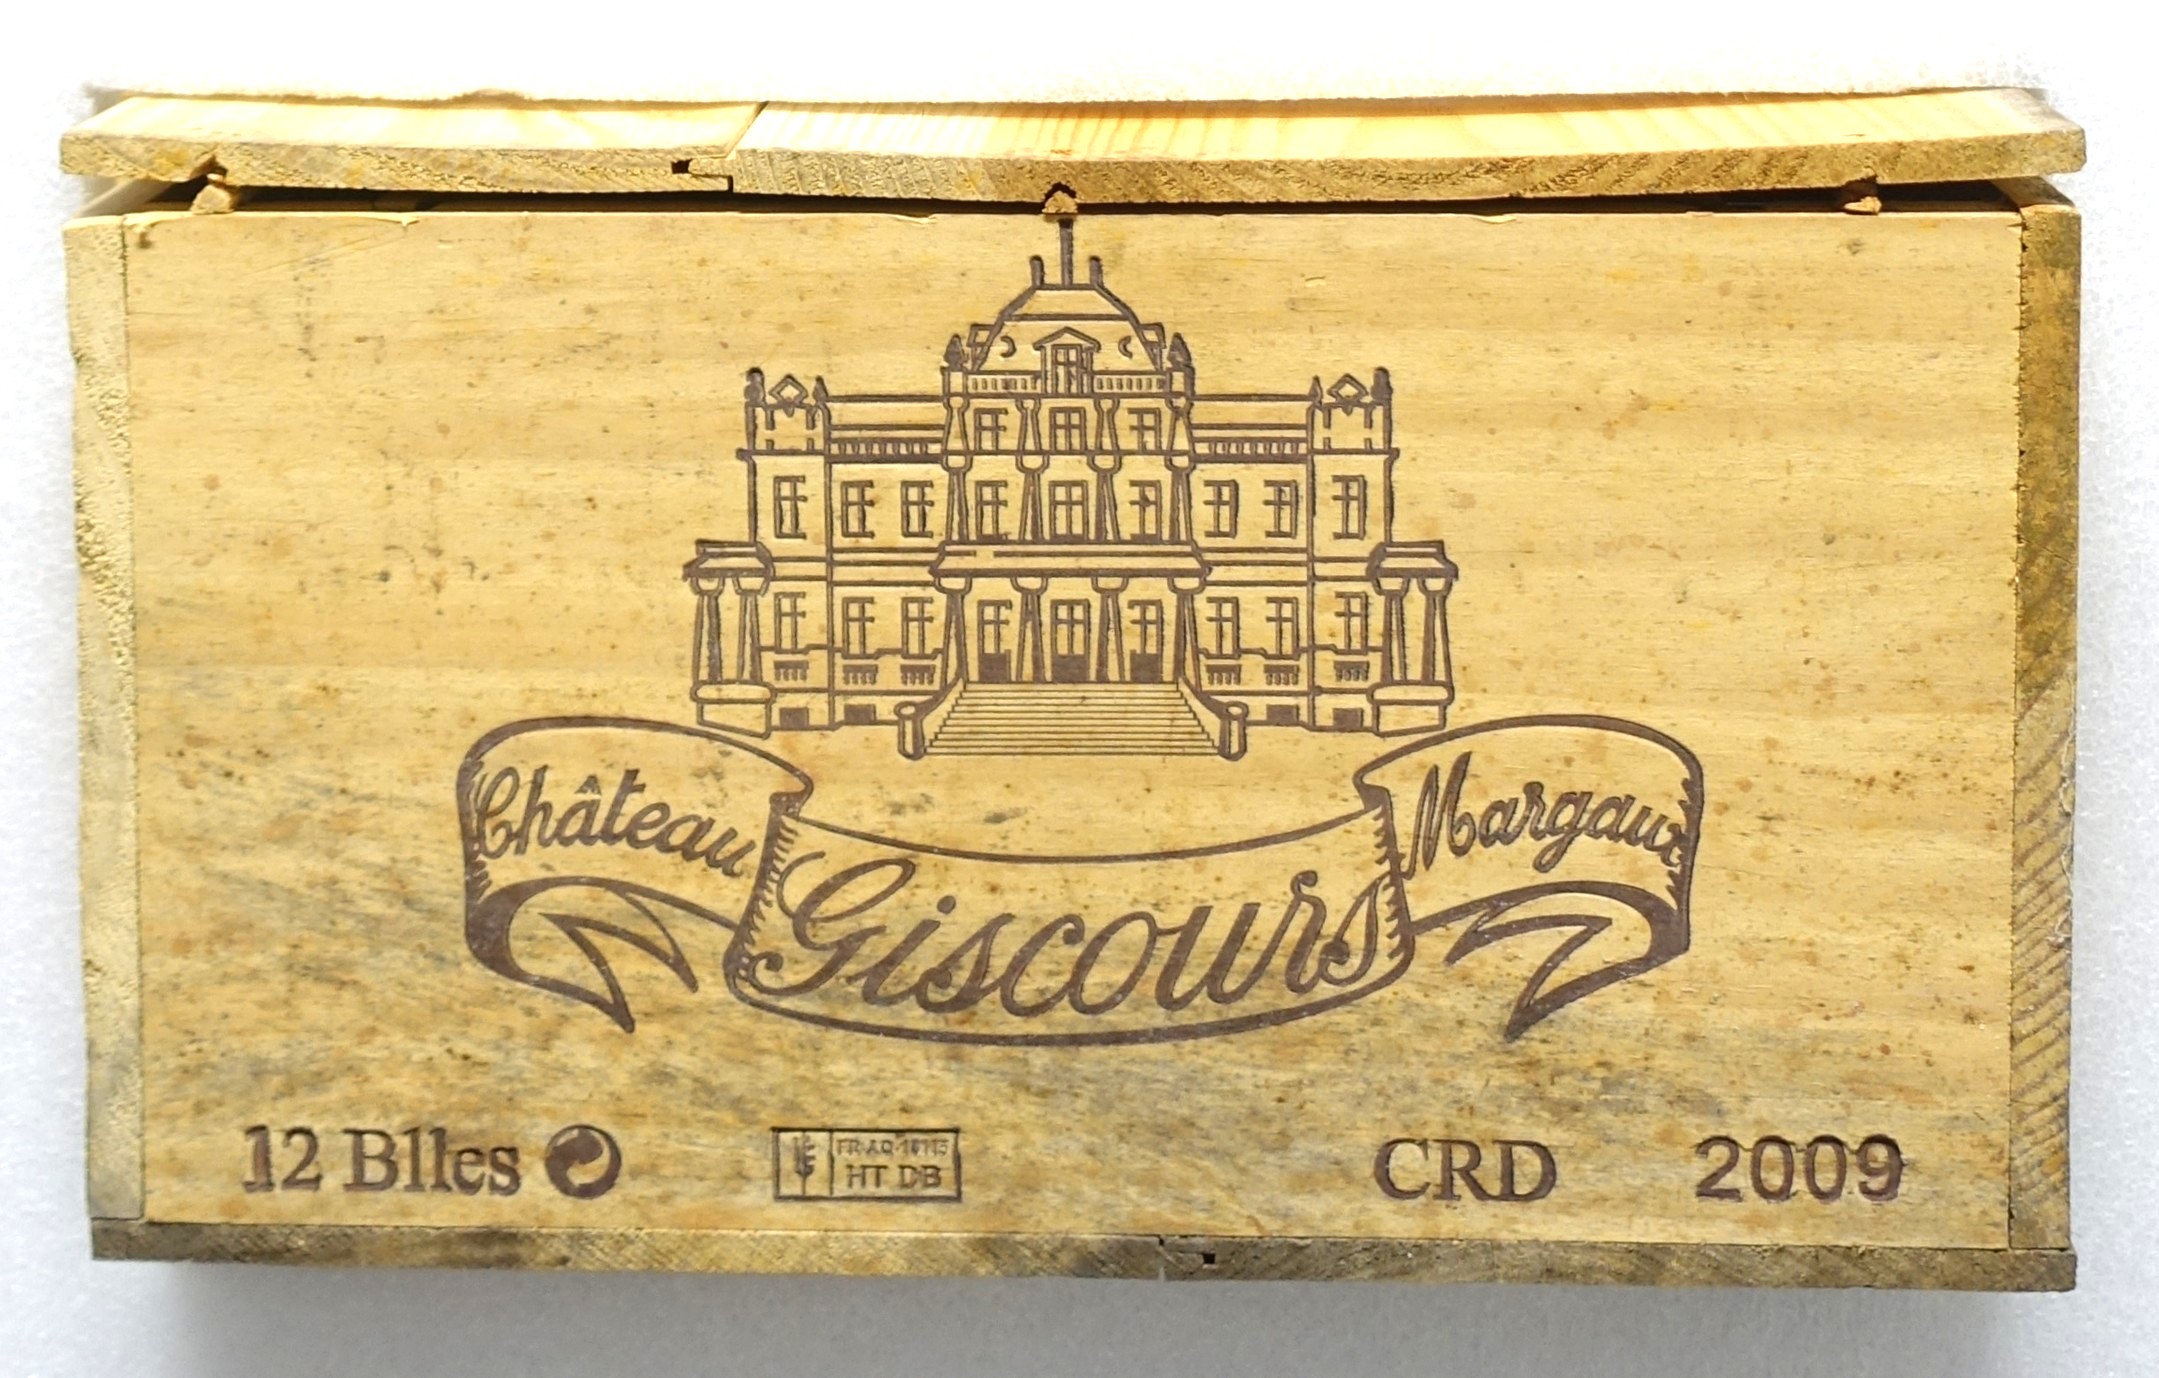 Château
Giscours
Margaux
12 Blles
HT DB
CRD
2009